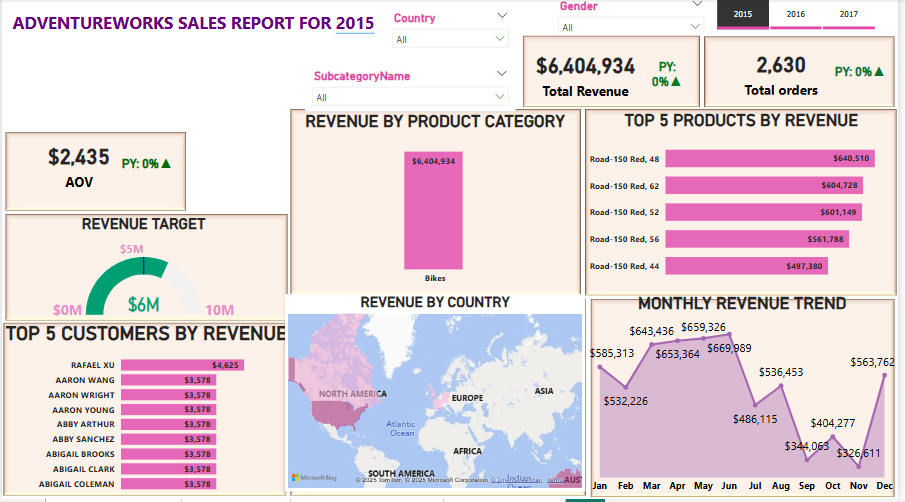 ADVENTUREWORKS SALES REPORT FOR 2015
Country
All
Gender
All
2015 2016 2017
SubcategoryName
All
$6,404,934
Total Revenue
PY:
0%▲
2,630
Total orders
PY: 0%▲
$2,435
AOV
PY: 0%▲
REVENUE BY PRODUCT CATEGORY
$6,404,934
Bikes
TOP 5 PRODUCTS BY REVENUE
Road-150 Red, 48 $640,510
Road-150 Red, 62 $604,728
Road-150 Red, 52 $601,149
Road-150 Red, 56 $561,788
Road-150 Red, 44 $497,380
REVENUE TARGET
$5M
$0M
$6M
10M
TOP 5 CUSTOMERS BY REVENUE
RAFAEL XU $4,625
AARON WANG $3,578
AARON WRIGHT $3,578
AARON YOUNG $3,578
ABBY ARTHUR $3,578
ABBY SANCHEZ $3,578
ABIGAIL BROOKS $3,578
ABIGAIL CLARK $3,578
ABIGAIL COLEMAN $3,578
REVENUE BY COUNTRY
NORTH AMERICA
EUROPE
ASIA
Atlantic
Ocean
AFRICA
SOUTH AMERICA
Indian
Ocean
AUS
Microsoft Bing
© 2025 TomTom, © 2025 Microsoft Corporation, © OpenStreetMap Terms
MONTHLY REVENUE TREND
$585,313
$532,226
$643,436
$653,364
$659,326
$669,989
$486,115
$536,453
$344,063
$404,277
$326,611
$563,762
Jan Feb Mar Apr May Jun Jul Aug Sep Oct Nov Dec